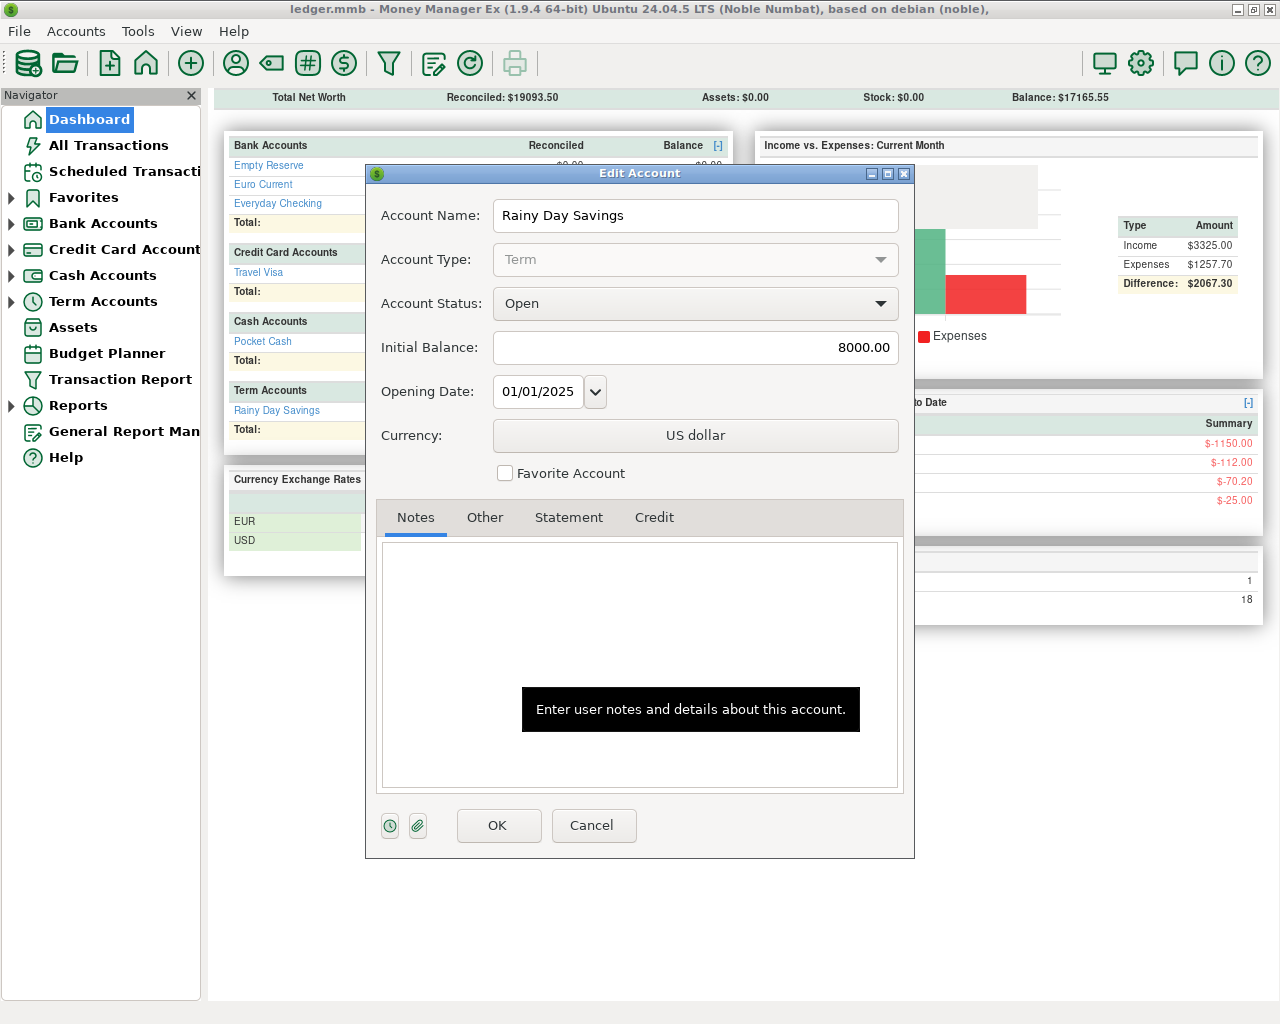 ledger.mmb - Money Manager Ex (1.9.4 64-bit) Ubuntu 24.04.5 LTS (Noble Numbat), based on debian (noble),
File Accounts Tools View Help
Navigator
Dashboard
All Transactions
Scheduled Transacti
Favorites
Bank Accounts
Credit Card Account
Cash Accounts
Term Accounts
Assets
Budget Planner
Transaction Report
Reports
General Report Man
Help
Total Net Worth Reconciled: $19093.50 Assets: $0.00 Stock: $0.00 Balance: $17165.55
Bank Accounts Reconciled Balance [-]
Empty Reserve
Euro Current
Everyday Checking
Total:
Credit Card Accounts
Travel Visa
Total:
Cash Accounts
Pocket Cash
Total:
Term Accounts
Rainy Day Savings
Total:
Currency Exchange Rates
EUR
USD
Income vs. Expenses: Current Month
Type Amount
Income $3325.00
Expenses $1257.70
Difference: $2067.30
Expenses
to Date [-]
Summary
$-1150.00
$-112.00
$-70.20
$-25.00
1
18
Edit Account
Account Name: Rainy Day Savings
Account Type: Term
Account Status: Open
Initial Balance: 8000.00
Opening Date: 01/01/2025
Currency: US dollar
Favorite Account
Notes Other Statement Credit
Enter user notes and details about this account.
OK Cancel